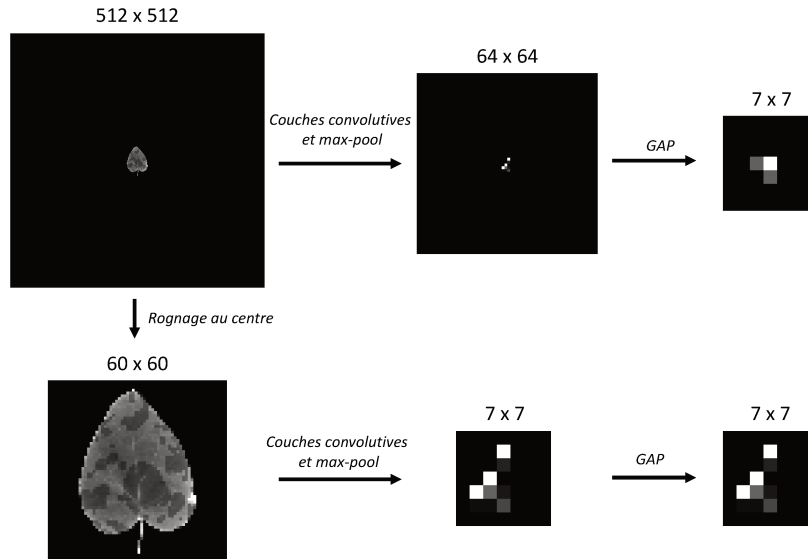 512 x 512
64 x 64
7 x 7
Couches convolutives
et max-pool
GAP
Rognage au centre
60 x 60
7 x 7
7 x 7
Couches convolutives
et max-pool
GAP